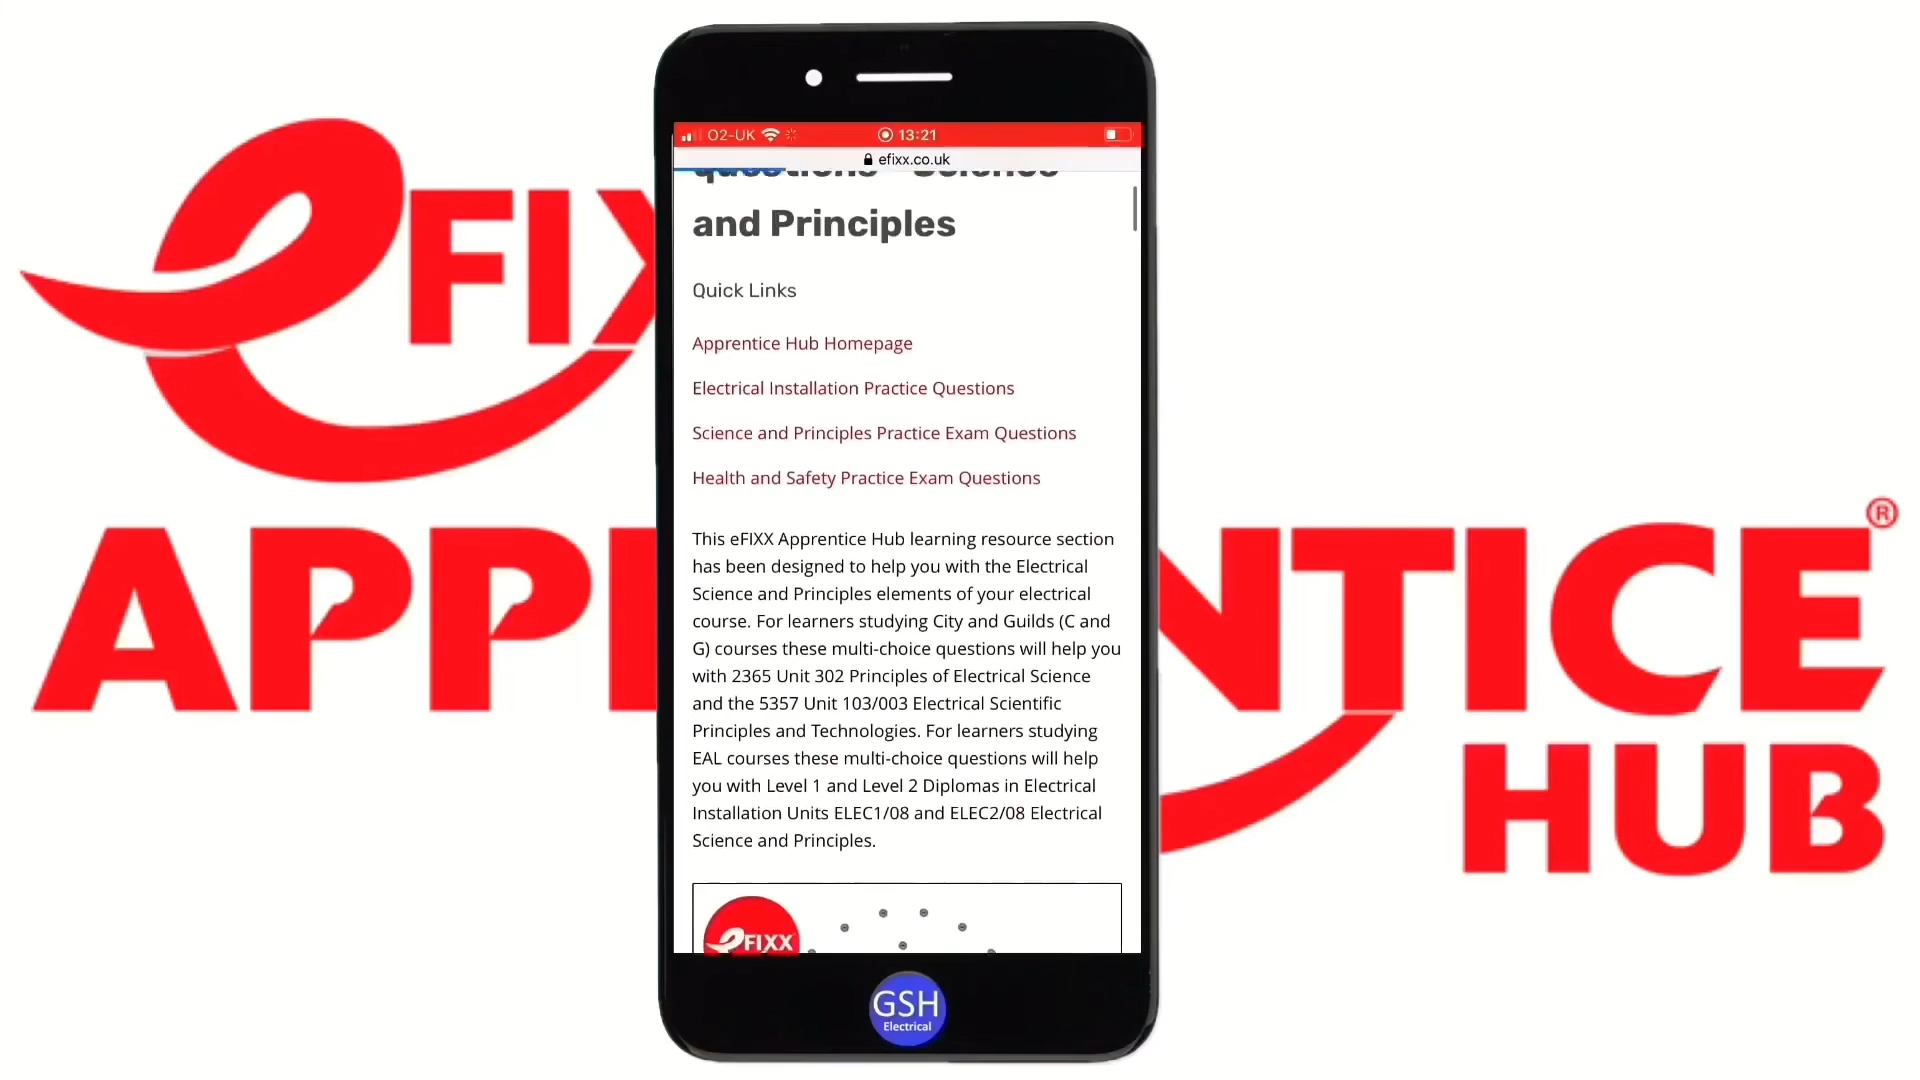 eFIXX
APPRENTICE
®
HUB
O2-UK 13:21
efixx.co.uk
questions - Science
and Principles
Quick Links
Apprentice Hub Homepage
Electrical Installation Practice Questions
Science and Principles Practice Exam Questions
Health and Safety Practice Exam Questions
This eFIXX Apprentice Hub learning resource section
has been designed to help you with the Electrical
Science and Principles elements of your electrical
course. For learners studying City and Guilds (C and
G) courses these multi-choice questions will help you
with 2365 Unit 302 Principles of Electrical Science
and the 5357 Unit 103/003 Electrical Scientific
Principles and Technologies. For learners studying
EAL courses these multi-choice questions will help
you with Level 1 and Level 2 Diplomas in Electrical
Installation Units ELEC1/08 and ELEC2/08 Electrical
Science and Principles.
eFIXX
GSH
Electrical